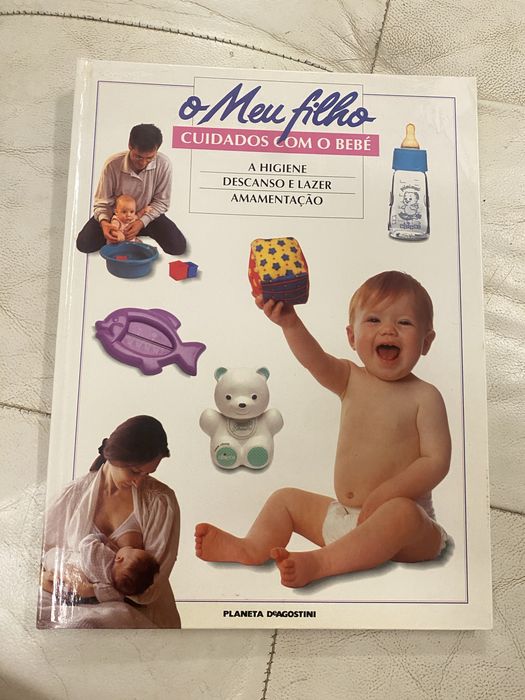 o Meu filho
CUIDADOS COM O BEBÉ
A HIGIENE
DESCANSO E LAZER
AMAMENTAÇÃO
PLANETA DeAGOSTINI